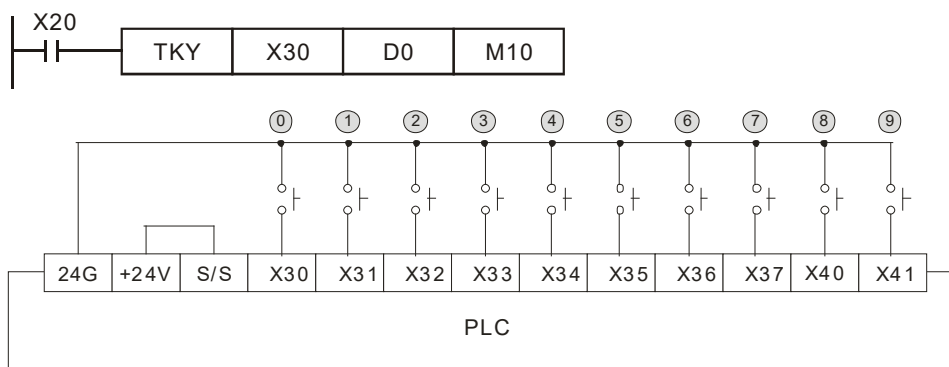 X20
TKY X30 D0 M10
0 1 2 3 4 5 6 7 8 9
24G +24V S/S X30 X31 X32 X33 X34 X35 X36 X37 X40 X41
PLC